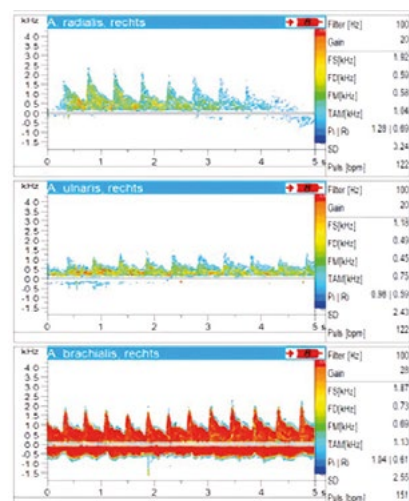 A. radialis, rechts
kHz
4.0
3.5
3.0
2.5
2.0
1.5
1.0
0.5
0.0
-0.5
-1.0
-1.5
0 1 2 3 4 5 s
Filter [Hz] 100
Gain 20
FS[kHz] 1.92
FD[kHz] 0.59
FM[kHz] 0.58
TAM[kHz] 1.04
Pi | Ri 1.28 | 0.69
SD 3.24
Puls [bpm] 122
A. ulnaris, rechts
kHz
4.0
3.5
3.0
2.5
2.0
1.5
1.0
0.5
0.0
-0.5
-1.0
-1.5
0 1 2 3 4 5 s
Filter [Hz] 100
Gain 20
FS[kHz] 1.18
FD[kHz] 0.49
FM[kHz] 0.45
TAM[kHz] 0.75
Pi | Ri 0.98 | 0.59
SD 2.43
Puls [bpm] 122
A. brachialis, rechts
kHz
4.0
3.5
3.0
2.5
2.0
1.5
1.0
0.5
0.0
-0.5
-1.0
-1.5
0 1 2 3 4 5 s
Filter [Hz] 100
Gain 28
FS[kHz] 1.87
FD[kHz] 0.73
FM[kHz] 0.69
TAM[kHz] 1.13
Pi | Ri 1.04 | 0.61
SD
Puls [bpm] 151